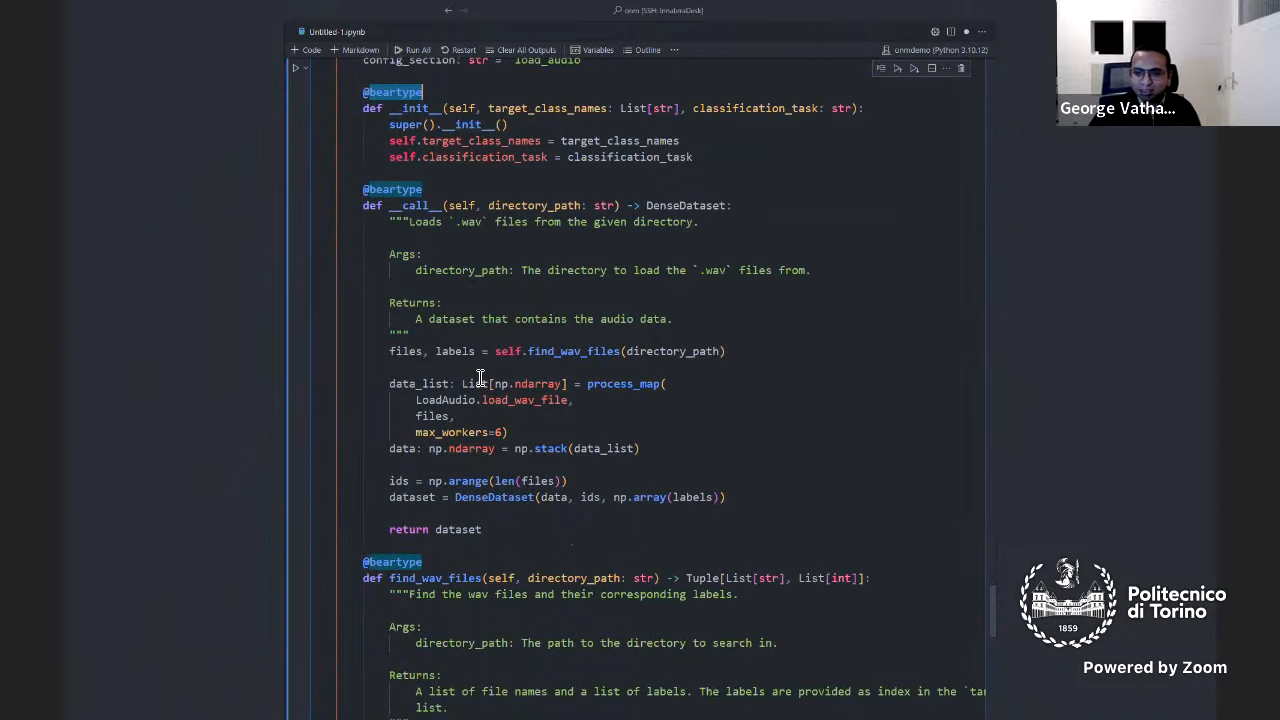 onm [SSH: InnateraDesk]
Untitled-1.ipynb
Code
Markdown
Run All
Restart
Clear All Outputs
Variables
Outline
onmdemo (Python 3.10.12)
config_section: str = "load_audio"
@beartype
def __init__(self, target_class_names: List[str], classification_task: str):
super().__init__()
self.target_class_names = target_class_names
self.classification_task = classification_task
@beartype
def __call__(self, directory_path: str) -> DenseDataset:
"""Loads `.wav` files from the given directory.
Args:
directory_path: The directory to load the `.wav` files from.
Returns:
A dataset that contains the audio data.
"""
files, labels = self.find_wav_files(directory_path)
data_list: List[np.ndarray] = process_map(
LoadAudio.load_wav_file,
files,
max_workers=6)
data: np.ndarray = np.stack(data_list)
ids = np.arange(len(files))
dataset = DenseDataset(data, ids, np.array(labels))
return dataset
@beartype
def find_wav_files(self, directory_path: str) -> Tuple[List[str], List[int]]:
"""Find the wav files and their corresponding labels.
Args:
directory_path: The path to the directory to search in.
Returns:
A list of file names and a list of labels. The labels are provided as index in the `tar
list.
George Vatha...
Politecnico
di Torino
1859
Powered by Zoom